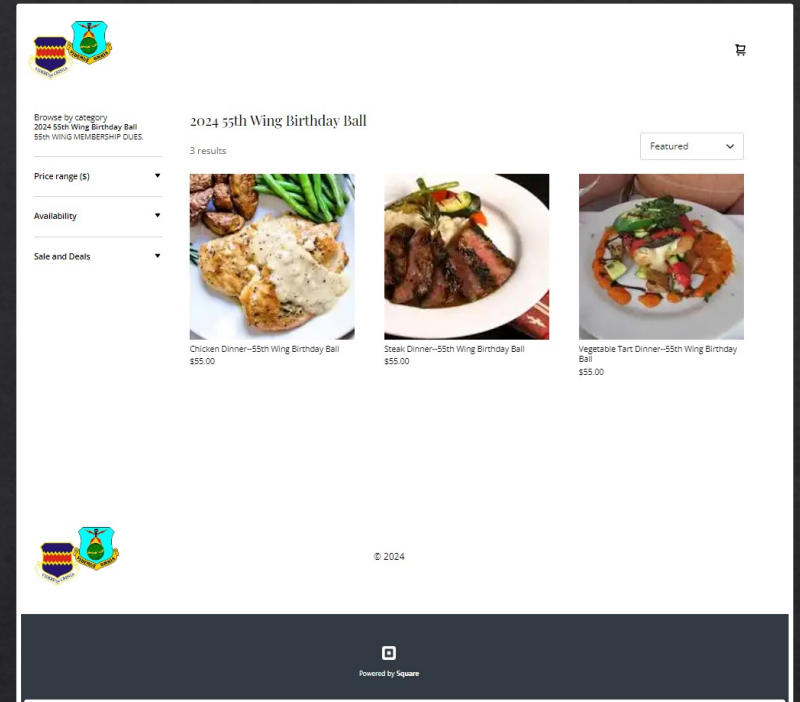 Browse by category
2024 55th Wing Birthday Ball
55th WING MEMBERSHIP DUES.
Price range ($)
Availability
Sale and Deals
2024 55th Wing Birthday Ball
3 results
Featured
Chicken Dinner--55th Wing Birthday Ball
$55.00
Steak Dinner--55th Wing Birthday Ball
$55.00
Vegetable Tart Dinner--55th Wing Birthday
Ball
$55.00
© 2024
Powered by Square